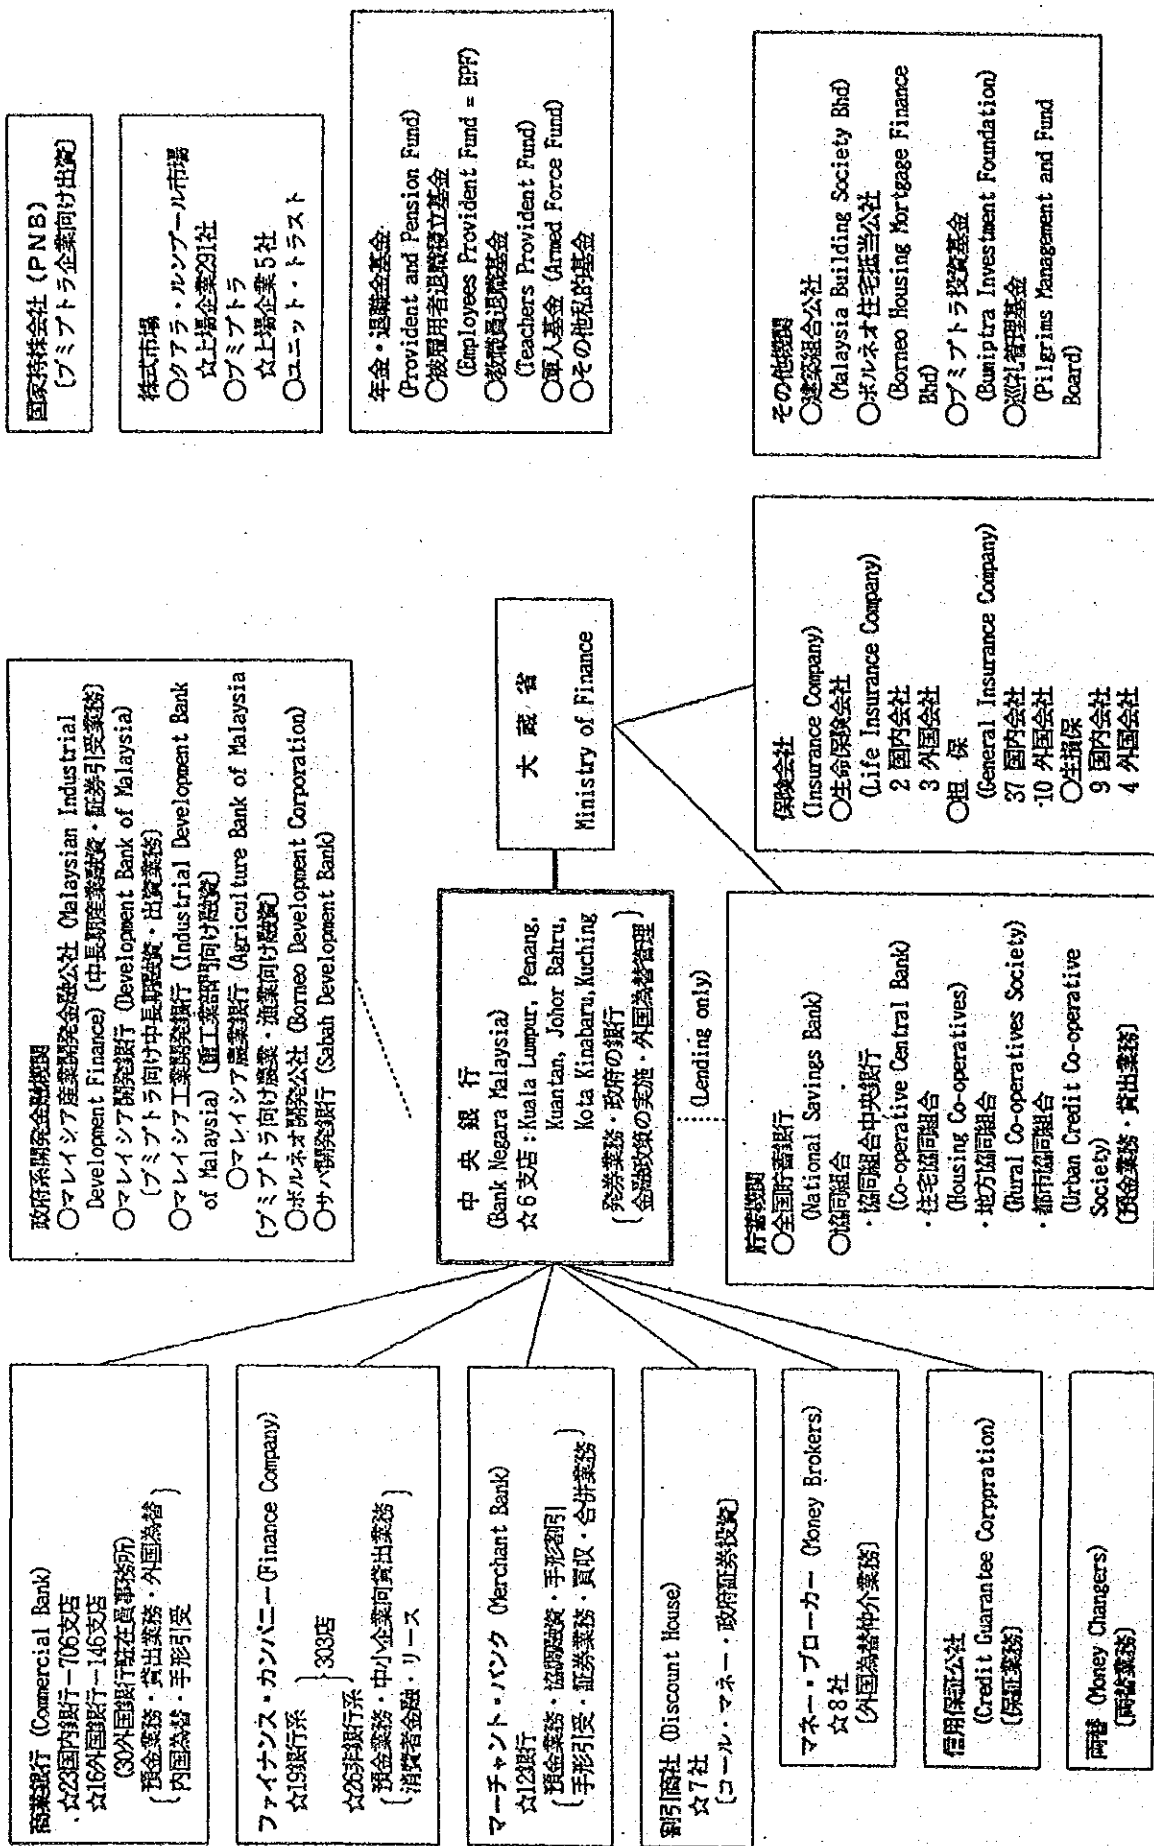 商業銀行 (Commercial Bank)
☆23国内銀行―706支店
☆16外国銀行―146支店
(30外国銀行駐在員事務所)
預金業務・貸出業務・外国為替
内国為替・手形引受
ファイナンス・カンパニー (Finance Company)
☆19銀行系
303店
☆26非銀行系
預金業務・中小企業向貸出業務
消費者金融・リース
マーチャント・バンク (Merchant Bank)
☆12銀行
預金業務・協調融資・手形割引
手形引受・証券業務・買収・合併業務
割引商社 (Discount House)
☆7社
〔コール・マネー・政府証券投資〕
マネー・ブローカー (Money Brokers)
☆8社
〔外国為替仲介業務〕
信用保証公社
(Credit Guarantee Corppration)
〔保証業務〕
両替 (Money Changers)
〔両替業務〕
政府系開発金融機関
○マレイシア産業開発金融公社 (Malaysian Industrial
Development Finance) 〔中長期産業融資・証券引受業務〕
○マレイシア開発銀行 (Development Bank of Malaysia)
〔ブミプトラ向け中長期融資・出資業務〕
○マレイシア工業開発銀行 (Industrial Development Bank
of Malaysia) 〔重工業部門向け融資〕
○マレイシア農業銀行 (Agriculture Bank of Malaysia
〔ブミプトラ向け農業・漁業向け融資〕
○ボルネオ開発公社 (Borneo Development Corporation)
○サバ開発銀行 (Sabah Development Bank)
中 央 銀 行
(Bank Negara Malaysia)
☆6支店:Kuala Lumpur, Penang,
Kuantan, Johor Bahru,
Kota Kinabaru, Kuching
発券業務・政府の銀行
金融政策の実施・外国為替管理
大 蔵 省
Ministry of Finance
(Lending only)
貯蓄機関
○全国貯蓄銀行
(National Savings Bank)
○協同組合
・協同組合中央銀行
(Co-operative Central Bank)
・住宅協同組合
(Housing Co-operatives)
・地方協同組合
(Rural Co-operatives Society)
・都市協同組合
(Urban Credit Co-operative
Society)
〔預金業務・貸出業務〕
保険会社
(Insurance Company)
○生命保険会社
(Life Insurance Company)
2 国内会社
3 外国会社
○担 保
(General Insurance Company)
37 国内会社
10 外国会社
○生損保
9 国内会社
4 外国会社
国家持株会社 (PNB)
〔ブミプトラ企業向け出資〕
株式市場
○クアラ・ルンプール市場
☆上場企業291社
○ブミプトラ
☆上場企業5社
○ユニット・トラスト
年金・退職金基金
(Provident and Pension Fund)
○被雇用者退職積立基金
(Employees Provident Fund = EPF)
○教職員退職基金
(Teachers Provident Fund)
○軍人基金 (Armed Force Fund)
○その他私的基金
その他機関
○建築組合公社
(Malaysia Building Society Bhd)
○ボルネオ住宅抵当公社
(Borneo Housing Mortgage Finance
Bhd)
○ブミプトラ投資基金
(Bumiptra Investment Foundation)
○巡礼管理基金
(Pilgrims Management and Fund
Board)